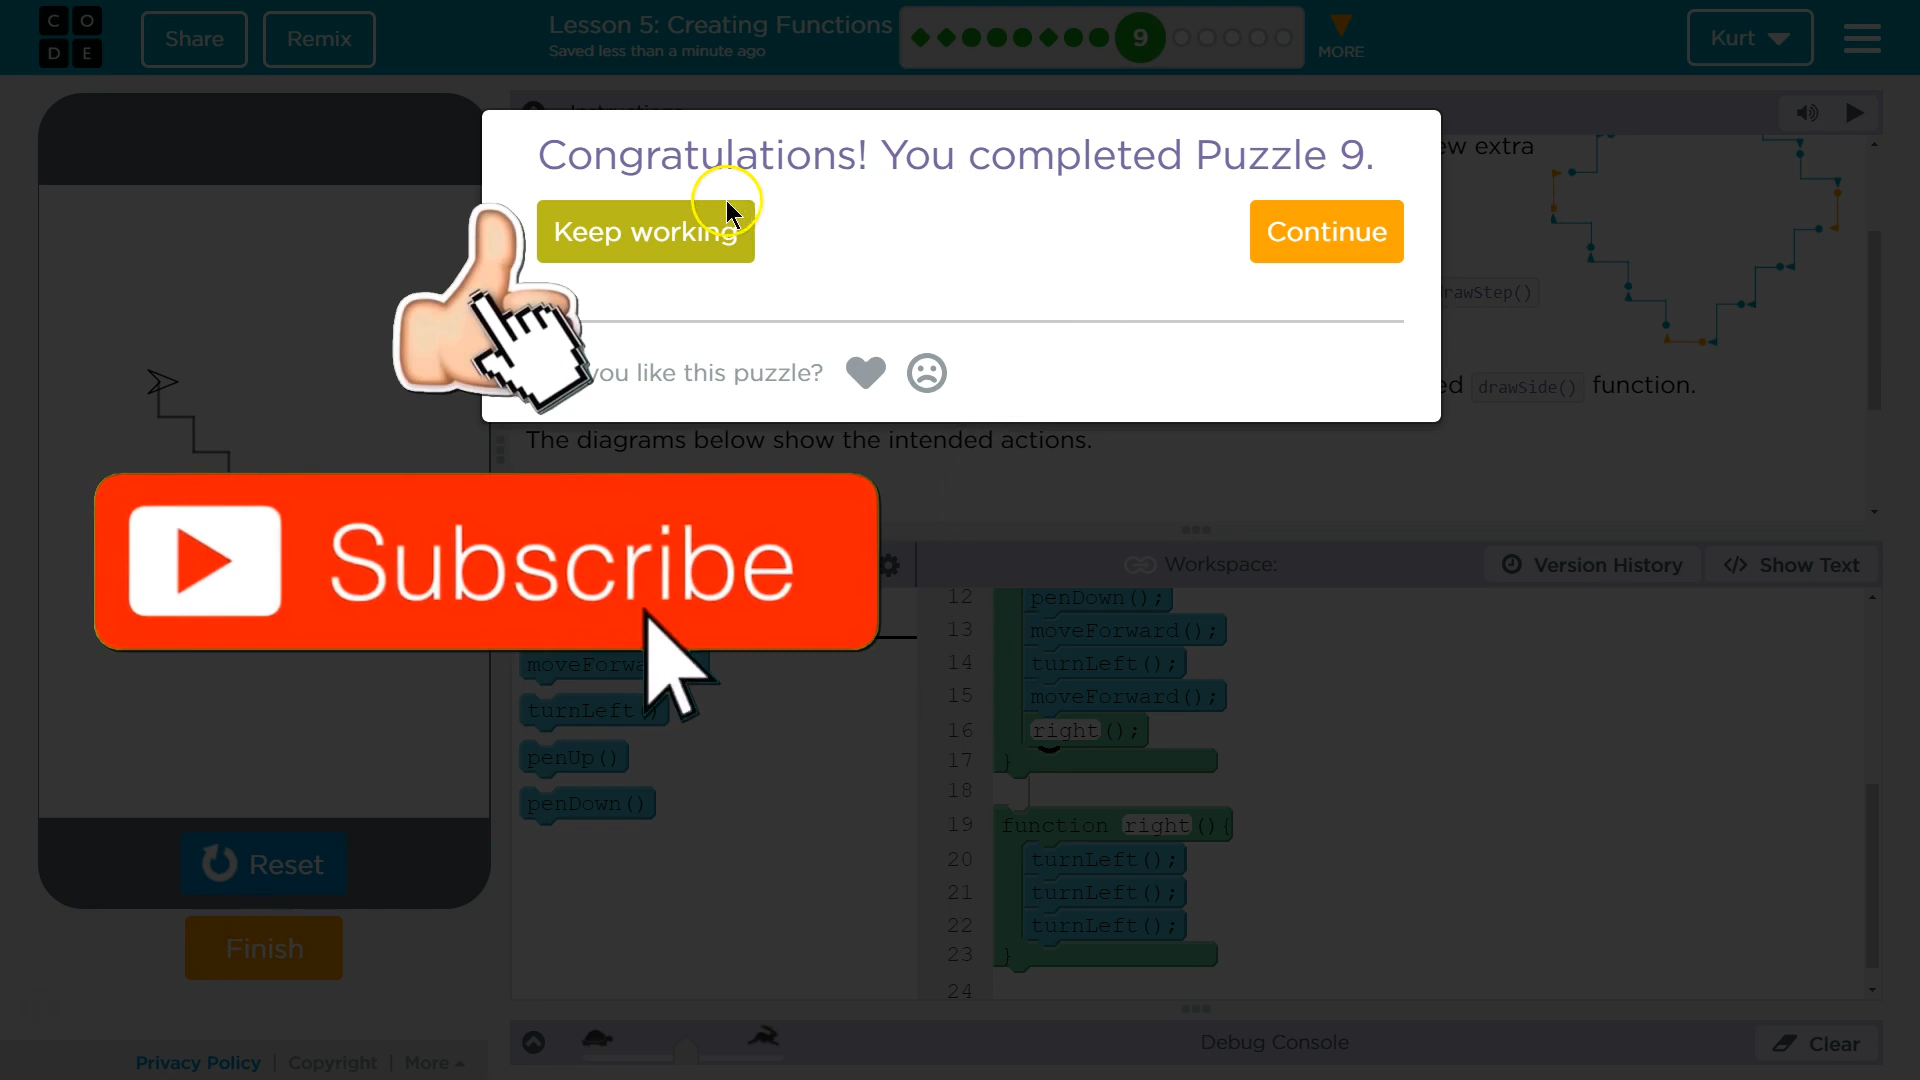 C O
D E
Share
Remix
Lesson 5: Creating Functions
Saved less than a minute ago
9
MORE
Kurt
Congratulations! You completed Puzzle 9.
Keep working
Continue
you like this puzzle?
ew extra
rawStep()
ed drawSide() function.
The diagrams below show the intended actions.
Subscribe
Workspace:
Version History
</> Show Text
moveForwa
turnLeft()
penUp()
penDown()
12 penDown();
13 moveForward();
14 turnLeft();
15 moveForward();
16 right();
17 }
18
19 function right(){
20 turnLeft();
21 turnLeft();
22 turnLeft();
23 }
24
Reset
Finish
Privacy Policy | Copyright | More
Debug Console
Clear